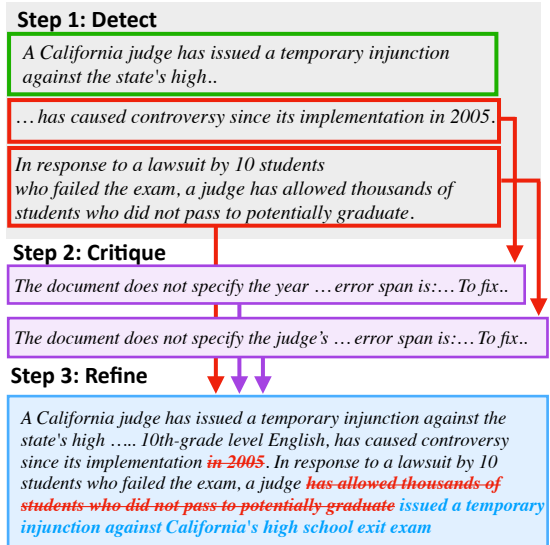 Step 1: Detect
A California judge has issued a temporary injunction
against the state's high..
… has caused controversy since its implementation in 2005.
In response to a lawsuit by 10 students
who failed the exam, a judge has allowed thousands of
students who did not pass to potentially graduate.
Step 2: Critique
The document does not specify the year … error span is:… To fix..
The document does not specify the judge's … error span is:… To fix..
Step 3: Refine
A California judge has issued a temporary injunction against the
state's high ….. 10th-grade level English, has caused controversy
since its implementation in 2005. In response to a lawsuit by 10
students who failed the exam, a judge has allowed thousands of
students who did not pass to potentially graduate issued a temporary
injunction against California's high school exit exam